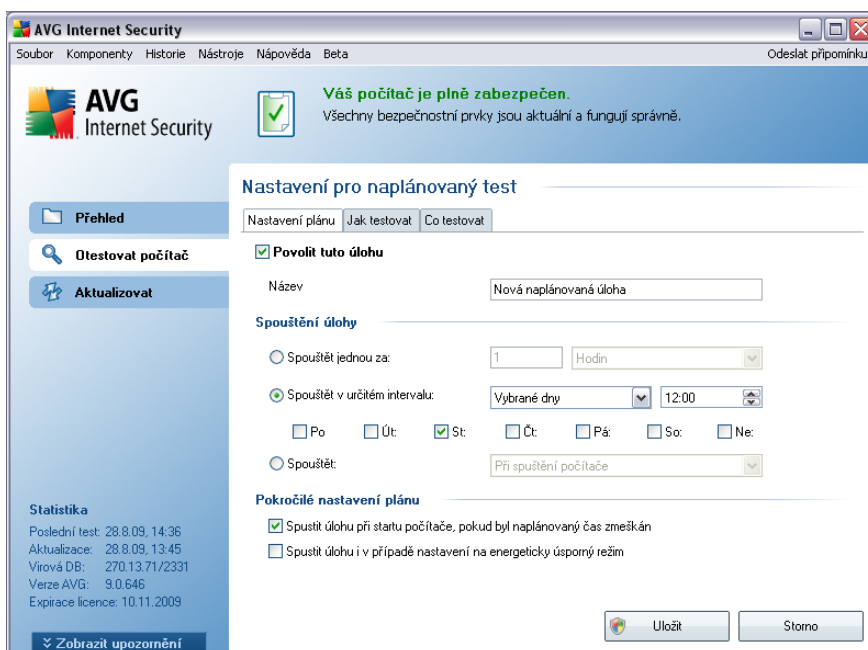 AVG Internet Security
Soubor Komponenty Historie Nástroje Nápověda Beta Odeslat připomínku
AVG
Internet Security
Váš počítač je plně zabezpečen.
Všechny bezpečnostní prvky jsou aktuální a fungují správně.
Přehled
Otestovat počítač
Aktualizovat
Nastavení pro naplánovaný test
Nastavení plánu Jak testovat Co testovat
Povolit tuto úlohu
Název Nová naplánovaná úloha
Spouštění úlohy
Spouštět jednou za: 1 Hodin
Spouštět v určitém intervalu: Vybrané dny 12:00
Po Út: St: Čt: Pá: So: Ne:
Spouštět: Při spuštění počítače
Pokročilé nastavení plánu
Spustit úlohu při startu počítače, pokud byl naplánovaný čas zmeškán
Spustit úlohu i v případě nastavení na energeticky úsporný režim
Statistika
Poslední test: 28.8.09, 14:36
Aktualizace: 28.8.09, 13:45
Virová DB: 270.13.71/2331
Verze AVG: 9.0.646
Expirace licence: 10.11.2009
Zobrazit upozornění
Uložit Storno